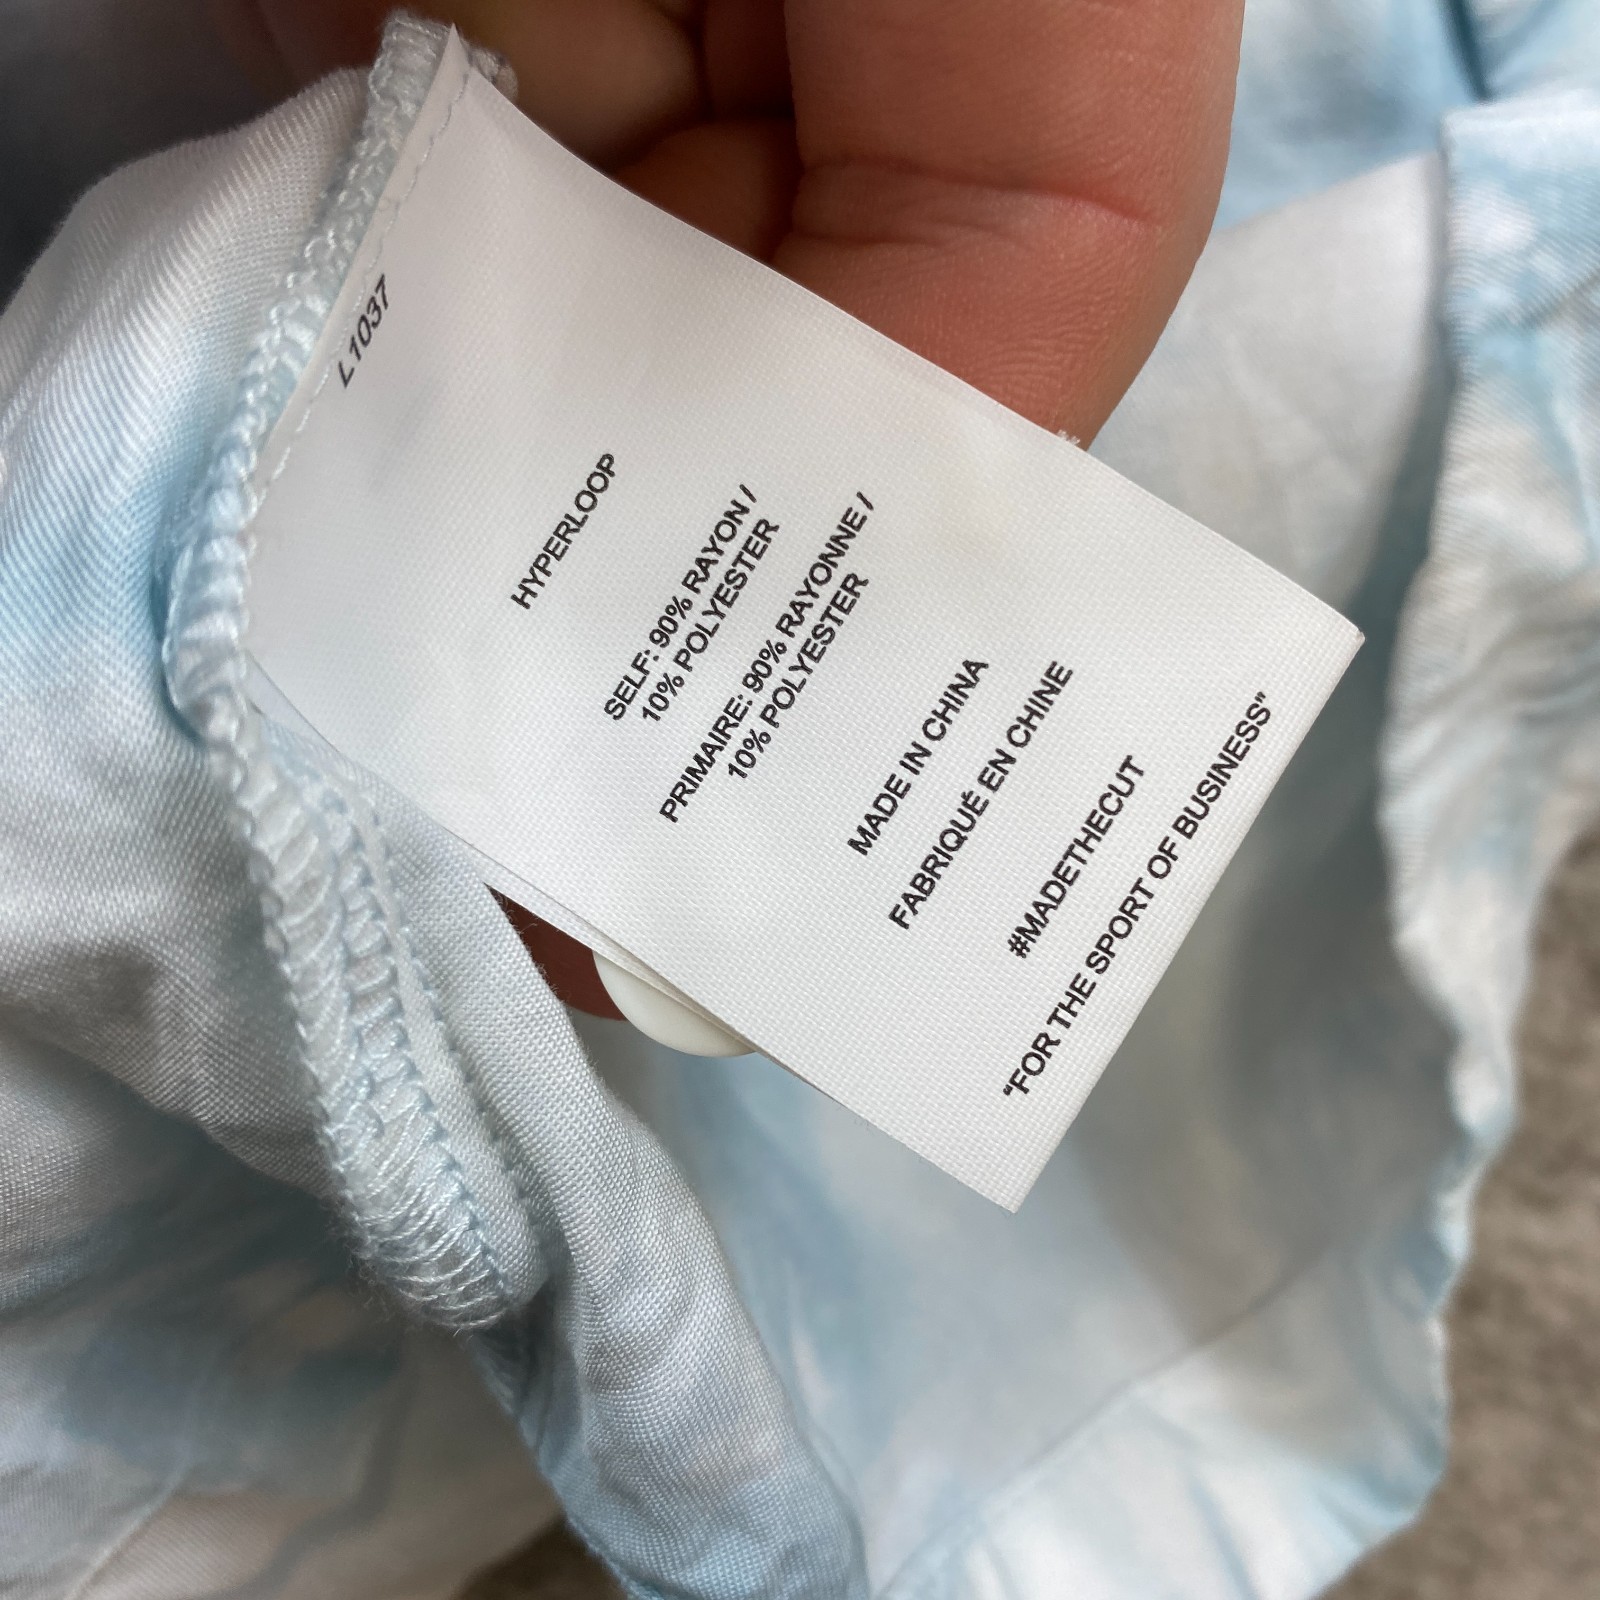 L1037
HYPERLOOP
SELF: 90% RAYON /
10% POLYESTER
PRIMAIRE: 90% RAYONNE /
10% POLYESTER
MADE IN CHINA
FABRIQUÉ EN CHINE
#MADETHECUT
“FOR THE SPORT OF BUSINESS”